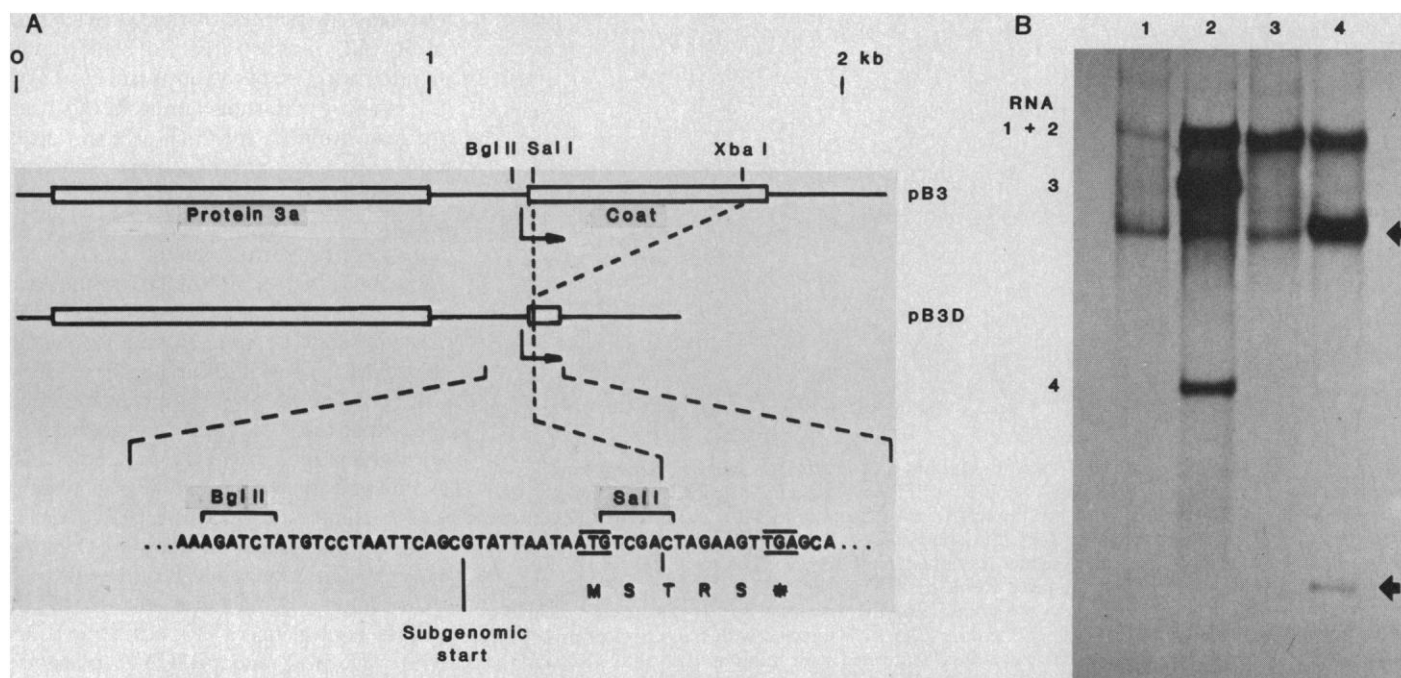 A
0 1 2 kb
Bgl II Sal I Xba I
pB3
Protein 3a Coat
pB3D
Bgl II Sal I
...AAAGATCTATGTCCTAATTCAGCGTATTAATAATGTCGACTAGAAGTTGAGCA...
M S T R S *
Subgenomic
start
B
1 2 3 4
RNA
1 + 2
3
4